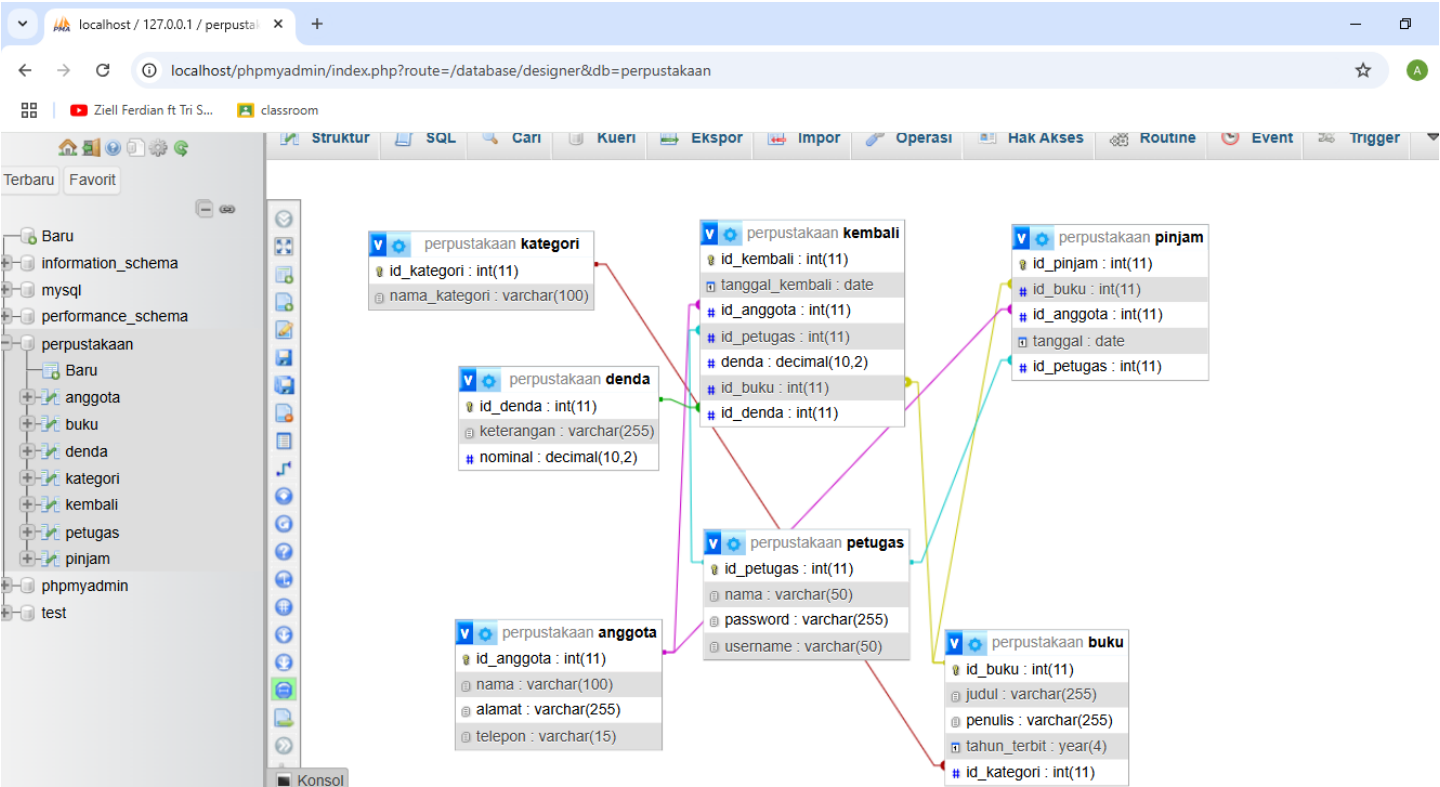 localhost / 127.0.0.1 / perpustak
localhost/phpmyadmin/index.php?route=/database/designer&db=perpustakaan
A
Ziell Ferdian ft Tri S...
classroom
Struktur SQL Cari Kueri Ekspor Impor Operasi Hak Akses Routine Event Trigger
Terbaru Favorit
Baru
information_schema
mysql
performance_schema
perpustakaan
Baru
anggota
buku
denda
kategori
kembali
petugas
pinjam
phpmyadmin
test
perpustakaan kategori
id_kategori : int(11)
nama_kategori : varchar(100)
perpustakaan kembali
id_kembali : int(11)
tanggal_kembali : date
id_anggota : int(11)
id_petugas : int(11)
denda : decimal(10,2)
id_buku : int(11)
id_denda : int(11)
perpustakaan pinjam
id_pinjam : int(11)
id_buku : int(11)
id_anggota : int(11)
tanggal : date
id_petugas : int(11)
perpustakaan denda
id_denda : int(11)
keterangan : varchar(255)
nominal : decimal(10,2)
perpustakaan petugas
id_petugas : int(11)
nama : varchar(50)
password : varchar(255)
username : varchar(50)
perpustakaan anggota
id_anggota : int(11)
nama : varchar(100)
alamat : varchar(255)
telepon : varchar(15)
perpustakaan buku
id_buku : int(11)
judul : varchar(255)
penulis : varchar(255)
tahun_terbit : year(4)
id_kategori : int(11)
Konsol